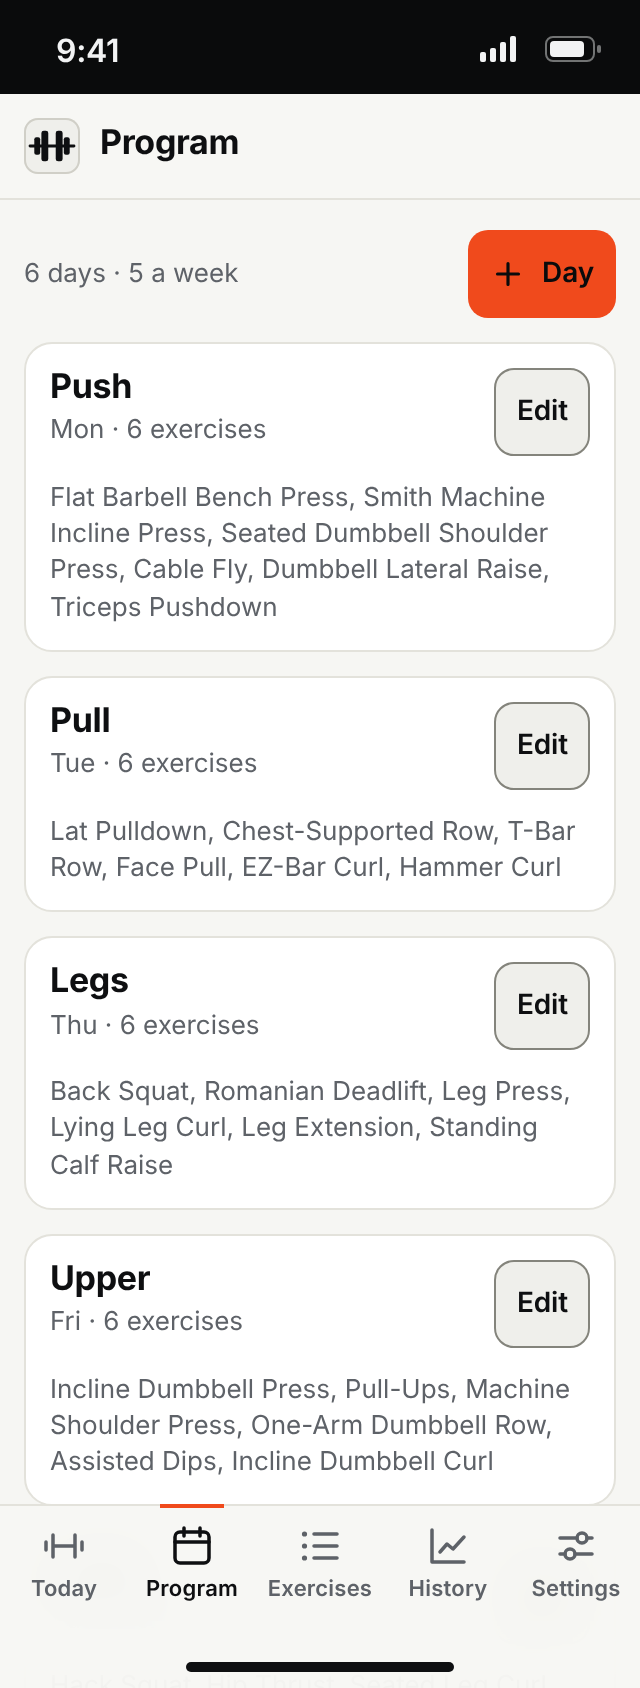 9:41
Program
6 days · 5 a week
+ Day
Push
Edit
Mon · 6 exercises
Flat Barbell Bench Press, Smith Machine
Incline Press, Seated Dumbbell Shoulder
Press, Cable Fly, Dumbbell Lateral Raise,
Triceps Pushdown
Pull
Edit
Tue · 6 exercises
Lat Pulldown, Chest-Supported Row, T-Bar
Row, Face Pull, EZ-Bar Curl, Hammer Curl
Legs
Edit
Thu · 6 exercises
Back Squat, Romanian Deadlift, Leg Press,
Lying Leg Curl, Leg Extension, Standing
Calf Raise
Upper
Edit
Fri · 6 exercises
Incline Dumbbell Press, Pull-Ups, Machine
Shoulder Press, One-Arm Dumbbell Row,
Assisted Dips, Incline Dumbbell Curl
Today Program Exercises History Settings